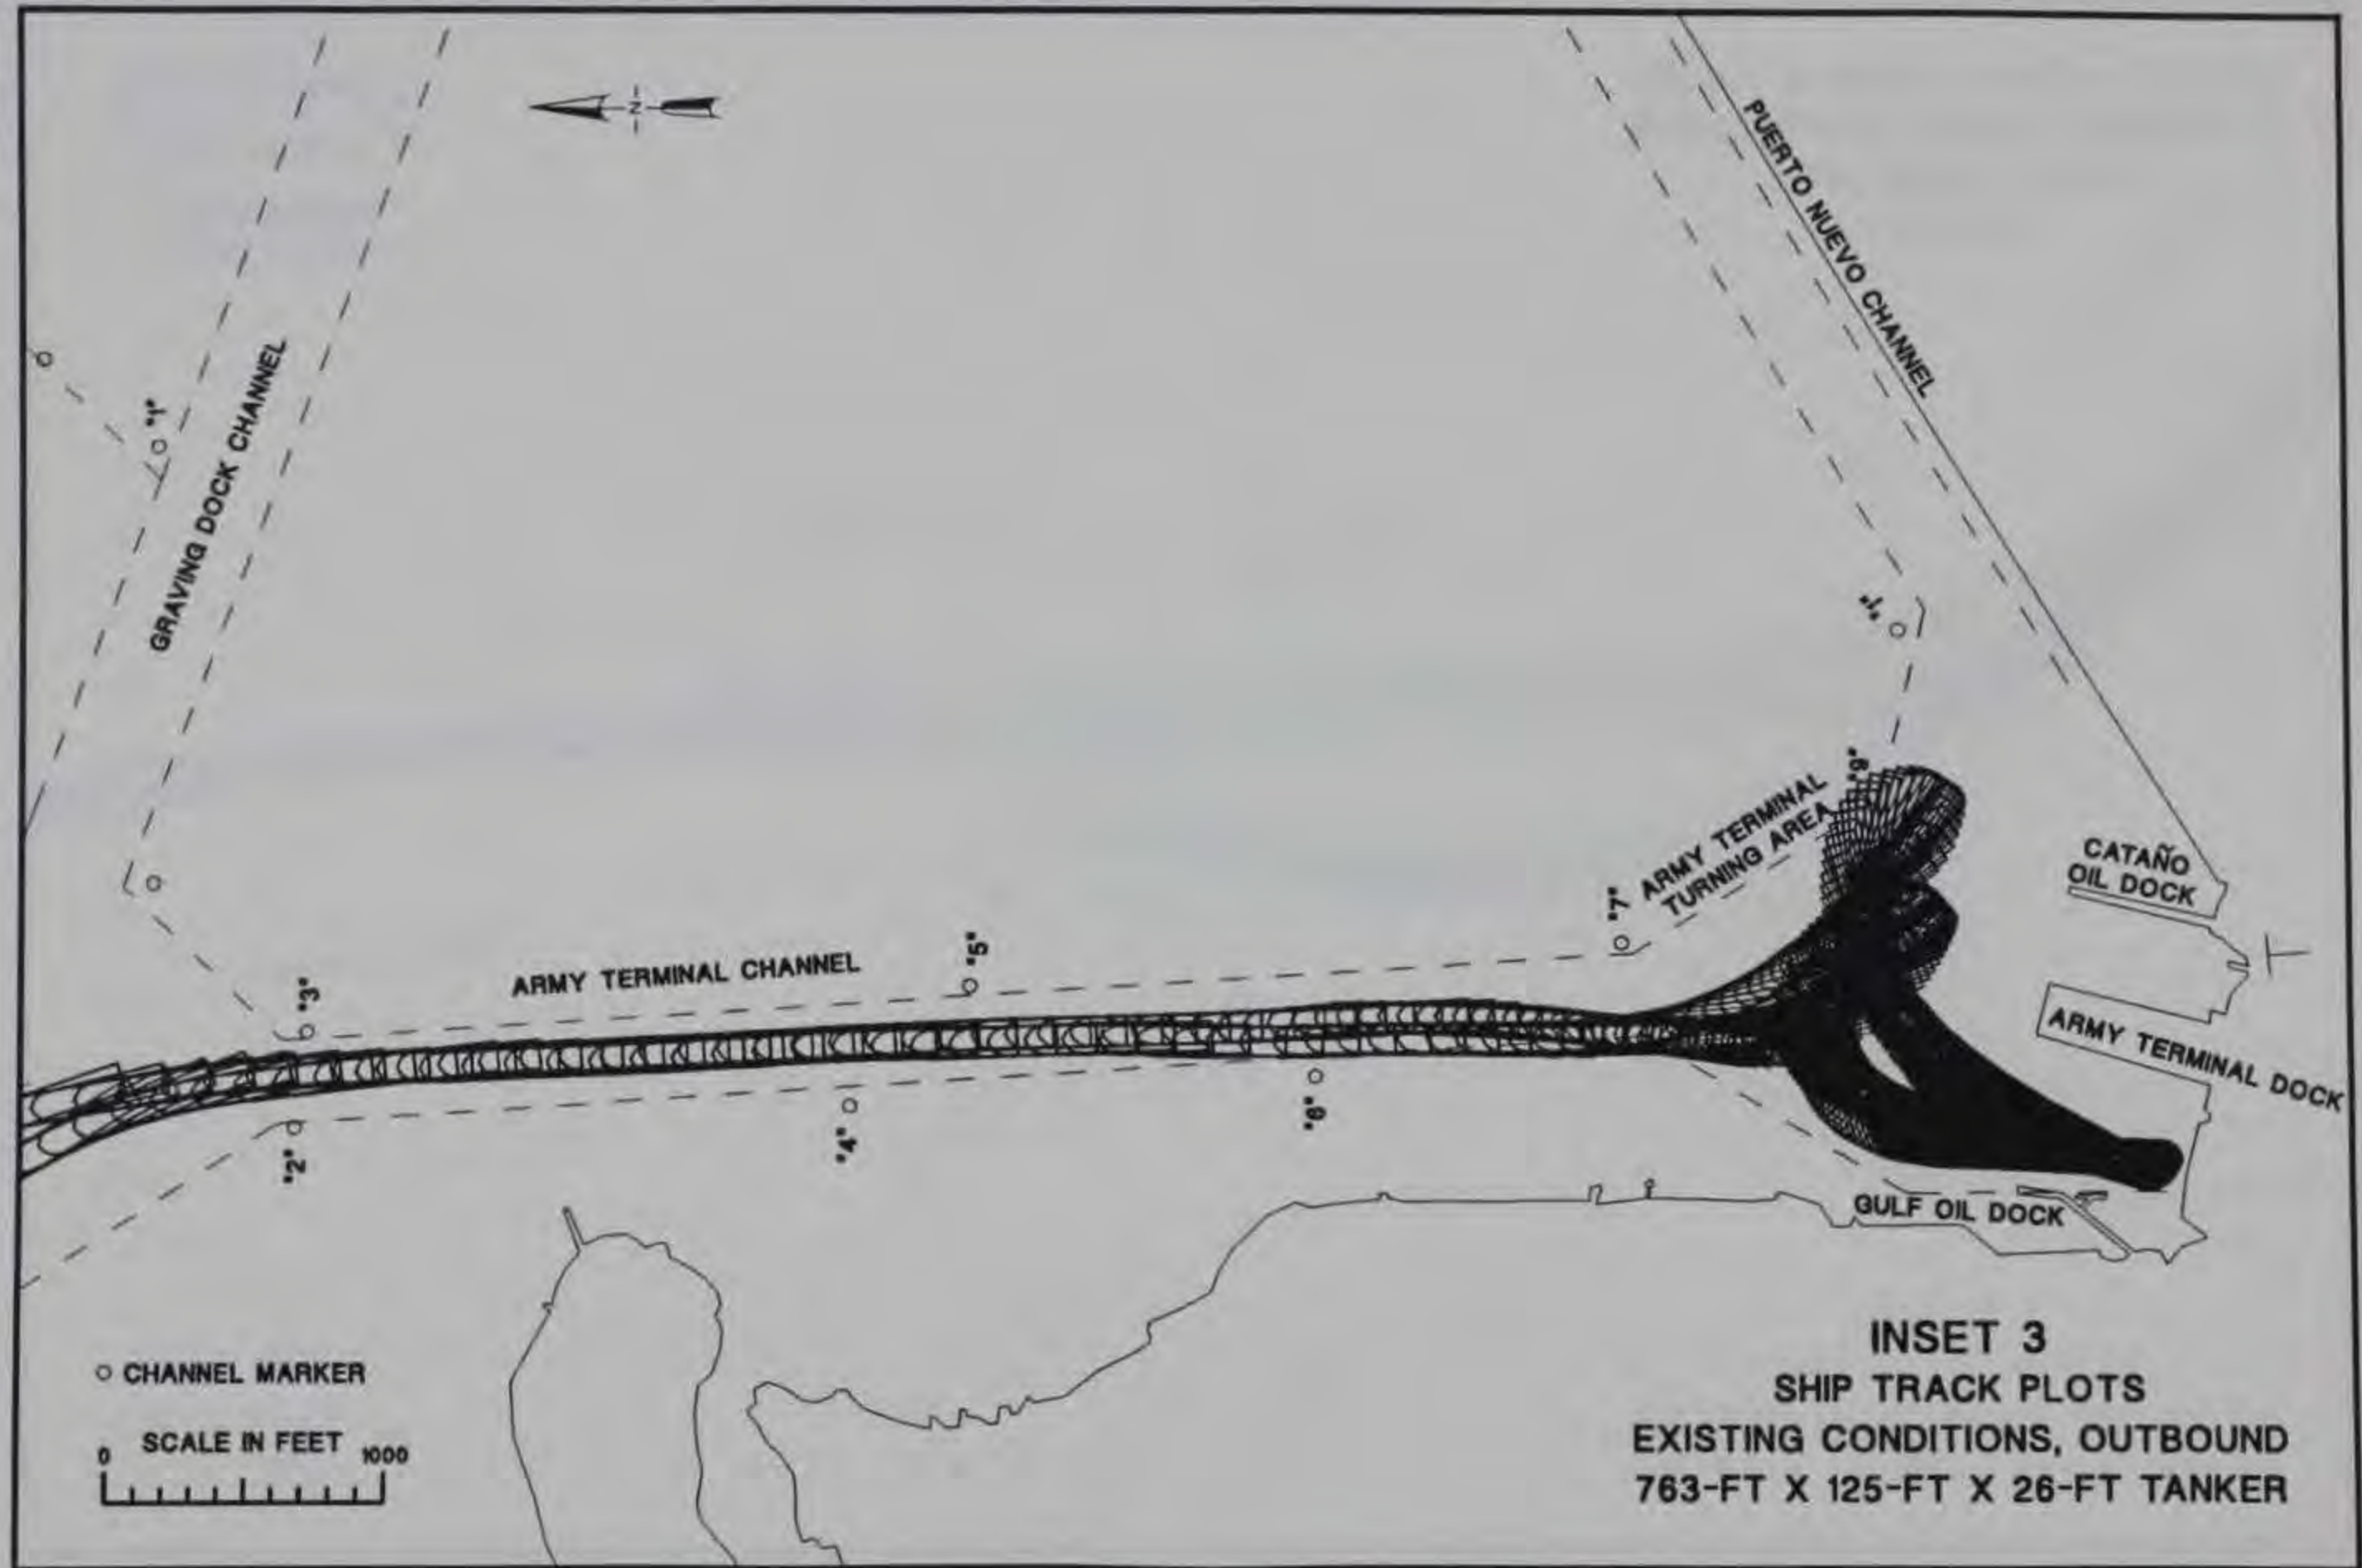 N
PUERTO NUEVO CHANNEL
"1"
GRAVING DOCK CHANNEL
"1"
"9"
ARMY TERMINAL
TURNING AREA
CATAÑO
OIL DOCK
"7"
"5"
ARMY TERMINAL CHANNEL
"3"
ARMY TERMINAL DOCK
"6"
"4"
"2"
GULF OIL DOCK
CHANNEL MARKER
SCALE IN FEET
0 1000
INSET 3
SHIP TRACK PLOTS
EXISTING CONDITIONS, OUTBOUND
763-FT X 125-FT X 26-FT TANKER